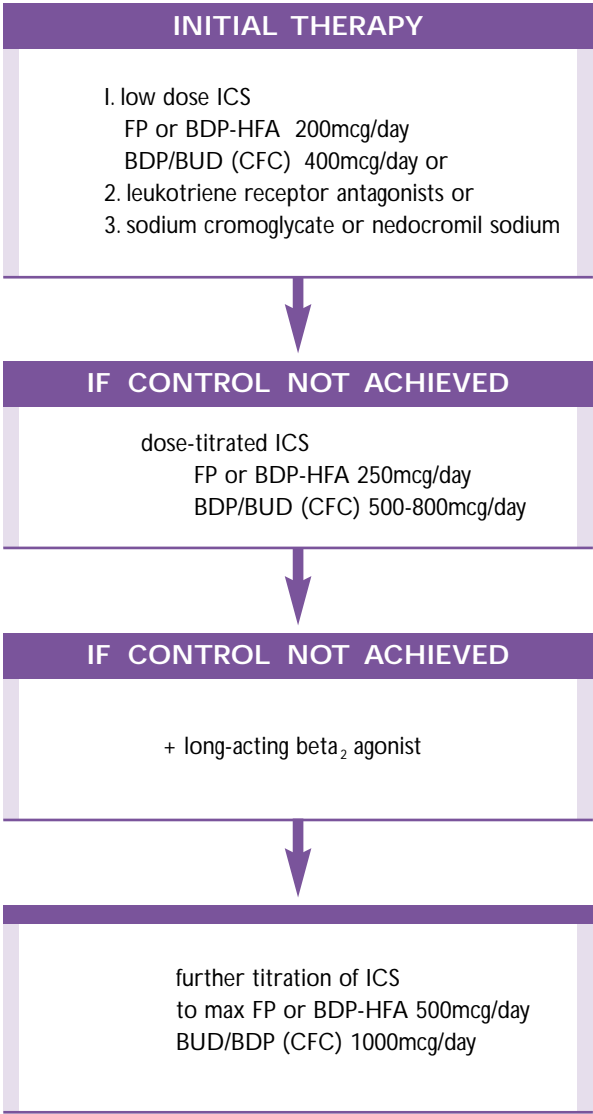 INITIAL THERAPY
1. low dose ICS
FP or BDP-HFA 200mcg/day
BDP/BUD (CFC) 400mcg/day or
2. leukotriene receptor antagonists or
3. sodium cromoglycate or nedocromil sodium
IF CONTROL NOT ACHIEVED
dose-titrated ICS
FP or BDP-HFA 250mcg/day
BDP/BUD (CFC) 500-800mcg/day
IF CONTROL NOT ACHIEVED
+ long-acting beta₂ agonist
further titration of ICS
to max FP or BDP-HFA 500mcg/day
BUD/BDP (CFC) 1000mcg/day